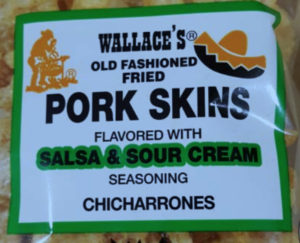 WALLACE'S®
OLD FASHIONED
FRIED
PORK SKINS
FLAVORED WITH
SALSA & SOUR CREAM
SEASONING
CHICHARRONES